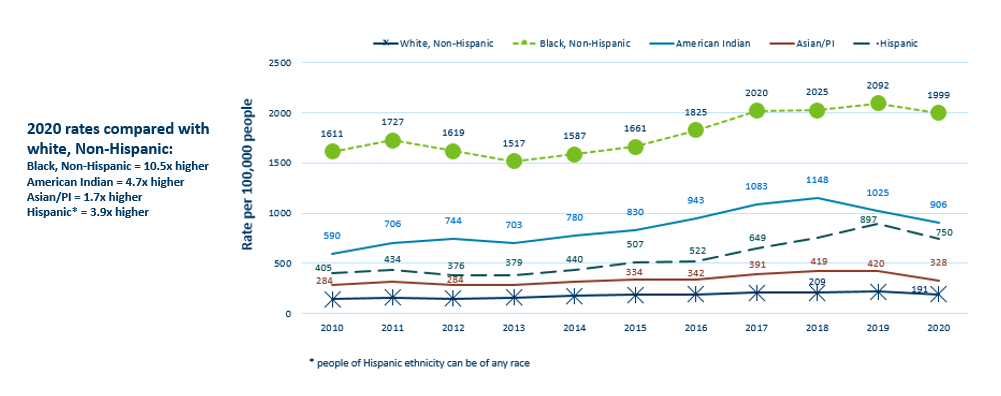 White, Non-Hispanic Black, Non-Hispanic American Indian Asian/PI Hispanic
2020 rates compared with
white, Non-Hispanic:
Black, Non-Hispanic = 10.5x higher
American Indian = 4.7x higher
Asian/PI = 1.7x higher
Hispanic* = 3.9x higher
Rate per 100,000 people
2500
2000
1500
1000
500
0
1611 1727 1619 1517 1587 1661 1825 2020 2025 2092 1999
590 706 744 703 780 830 943 1083 1148 1025 906
405 434 376 379 440 507 522 649 897 750
284 284 334 342 391 419 420 328
209 191
2010 2011 2012 2013 2014 2015 2016 2017 2018 2019 2020
* people of Hispanic ethnicity can be of any race